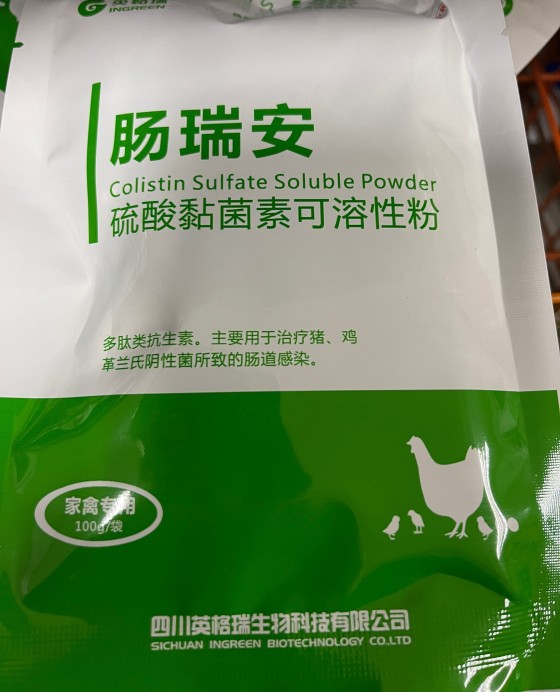 英格瑞
INGREEN
肠瑞安
Colistin Sulfate Soluble Powder
硫酸黏菌素可溶性粉
多肽类抗生素。主要用于治疗猪、鸡
革兰氏阴性菌所致的肠道感染。
家禽专用
100g/袋
四川英格瑞生物科技有限公司
SICHUAN INGREEN BIOTECHNOLOGY CO.LTD